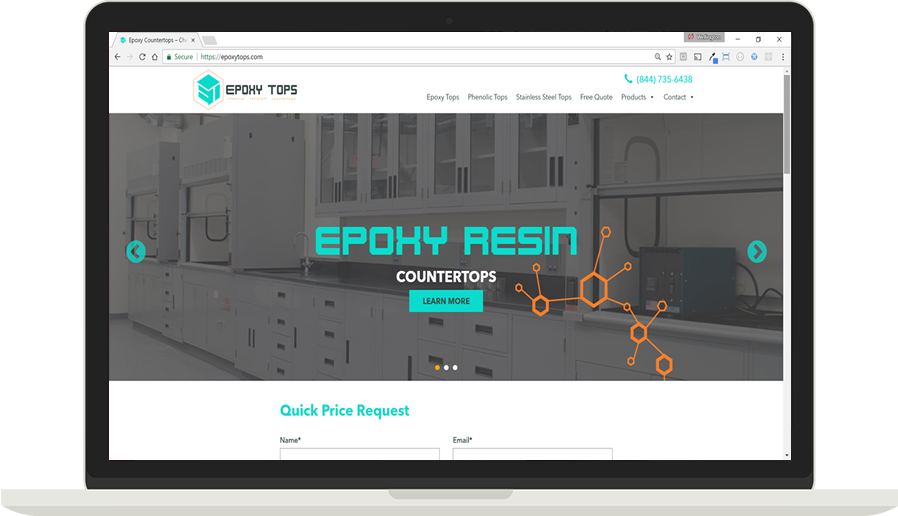 Wellington
Epoxy Countertops – Ch
Secure
https://epoxytops.com
(844) 735-6438
EPOXY TOPS
Epoxy Tops
Phenolic Tops
Stainless Steel Tops
Free Quote
Products
Contact
EPOXY RESIN
COUNTERTOPS
LEARN MORE
Quick Price Request
Name*
Email*